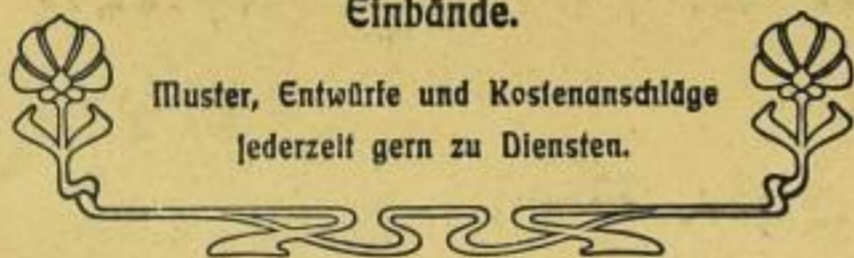 Einbände.
Muster, Entwürfe und Kostenanschläge
jederzeit gern zu Diensten.